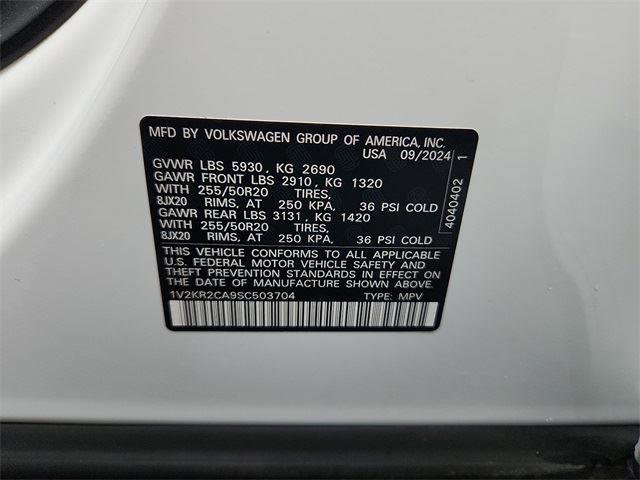 MFD BY VOLKSWAGEN GROUP OF AMERICA, INC.
USA 09/2024
GVWR LBS 5930, KG 2690
GAWR FRONT LBS 2910, KG 1320
WITH 255/50R20 TIRES,
8JX20 RIMS, AT 250 KPA, 36 PSI COLD
GAWR REAR LBS 3131, KG 1420
WITH 255/50R20 TIRES,
8JX20 RIMS, AT 250 KPA, 36 PSI COLD
THIS VEHICLE CONFORMS TO ALL APPLICABLE
U.S. FEDERAL MOTOR VEHICLE SAFETY AND
THEFT PREVENTION STANDARDS IN EFFECT ON
THE DATE OF MANUFACTURE SHOWN ABOVE.
1V2KR2CA9SC503704 TYPE: MPV
4040402 1